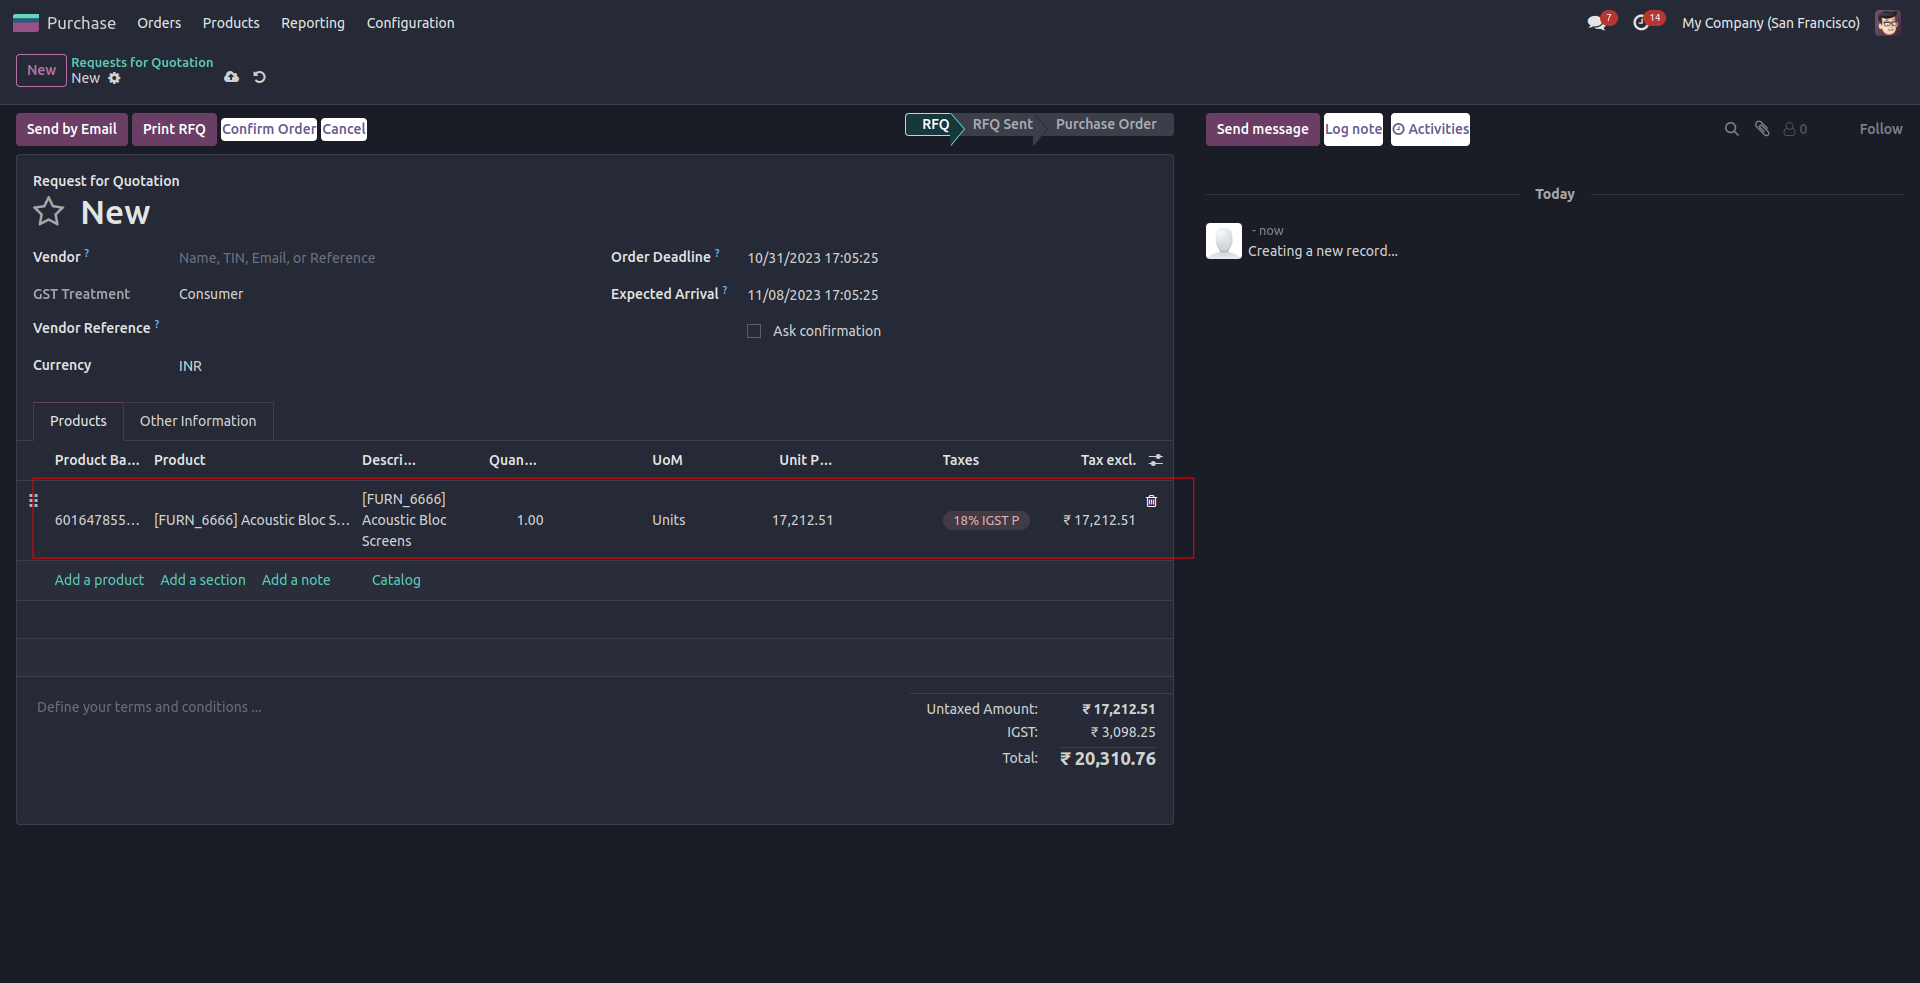 Purchase Orders Products Reporting Configuration 7 14 My Company (San Francisco)
New Requests for Quotation
New
Send by Email Print RFQ Confirm Order Cancel RFQ RFQ Sent Purchase Order Send message Log note Activities 0 Follow
Request for Quotation
New
Today
- now
Creating a new record...
Vendor ? Name, TIN, Email, or Reference Order Deadline ? 10/31/2023 17:05:25
GST Treatment Consumer Expected Arrival ? 11/08/2023 17:05:25
Vendor Reference ? Ask confirmation
Currency INR
Products Other Information
Product Ba... Product Descri... Quan... UoM Unit P... Taxes Tax excl.
601647855... [FURN_6666] Acoustic Bloc S... [FURN_6666] Acoustic Bloc Screens 1.00 Units 17,212.51 18% IGST P ₹ 17,212.51
Add a product Add a section Add a note Catalog
Define your terms and conditions ...
Untaxed Amount: ₹ 17,212.51
IGST: ₹ 3,098.25
Total: ₹ 20,310.76